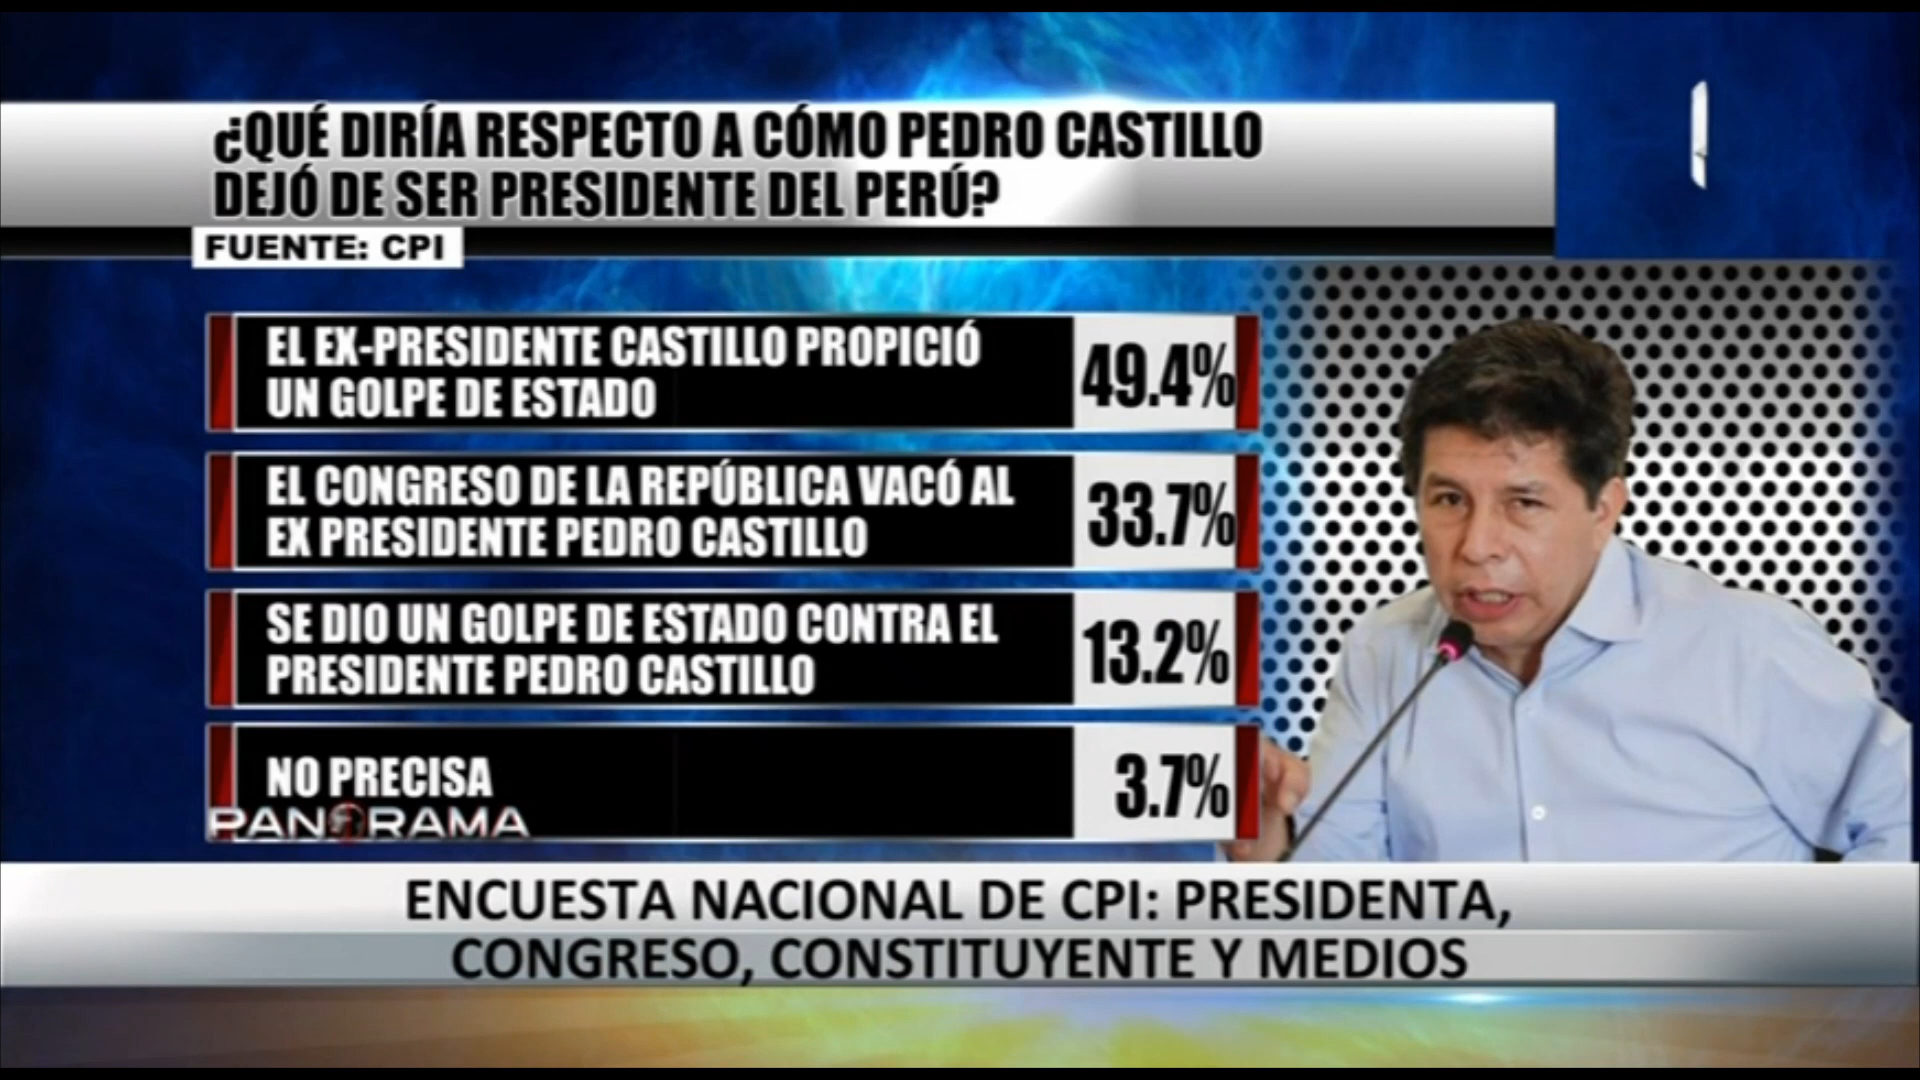 ¿QUÉ DIRÍA RESPECTO A CÓMO PEDRO CASTILLO
DEJÓ DE SER PRESIDENTE DEL PERÚ?
FUENTE: CPI
EL EX-PRESIDENTE CASTILLO PROPICIÓ
UN GOLPE DE ESTADO
49.4%
EL CONGRESO DE LA REPÚBLICA VACÓ AL
EX PRESIDENTE PEDRO CASTILLO
33.7%
SE DIO UN GOLPE DE ESTADO CONTRA EL
PRESIDENTE PEDRO CASTILLO
13.2%
NO PRECISA
3.7%
PANORAMA
ENCUESTA NACIONAL DE CPI: PRESIDENTA,
CONGRESO, CONSTITUYENTE Y MEDIOS